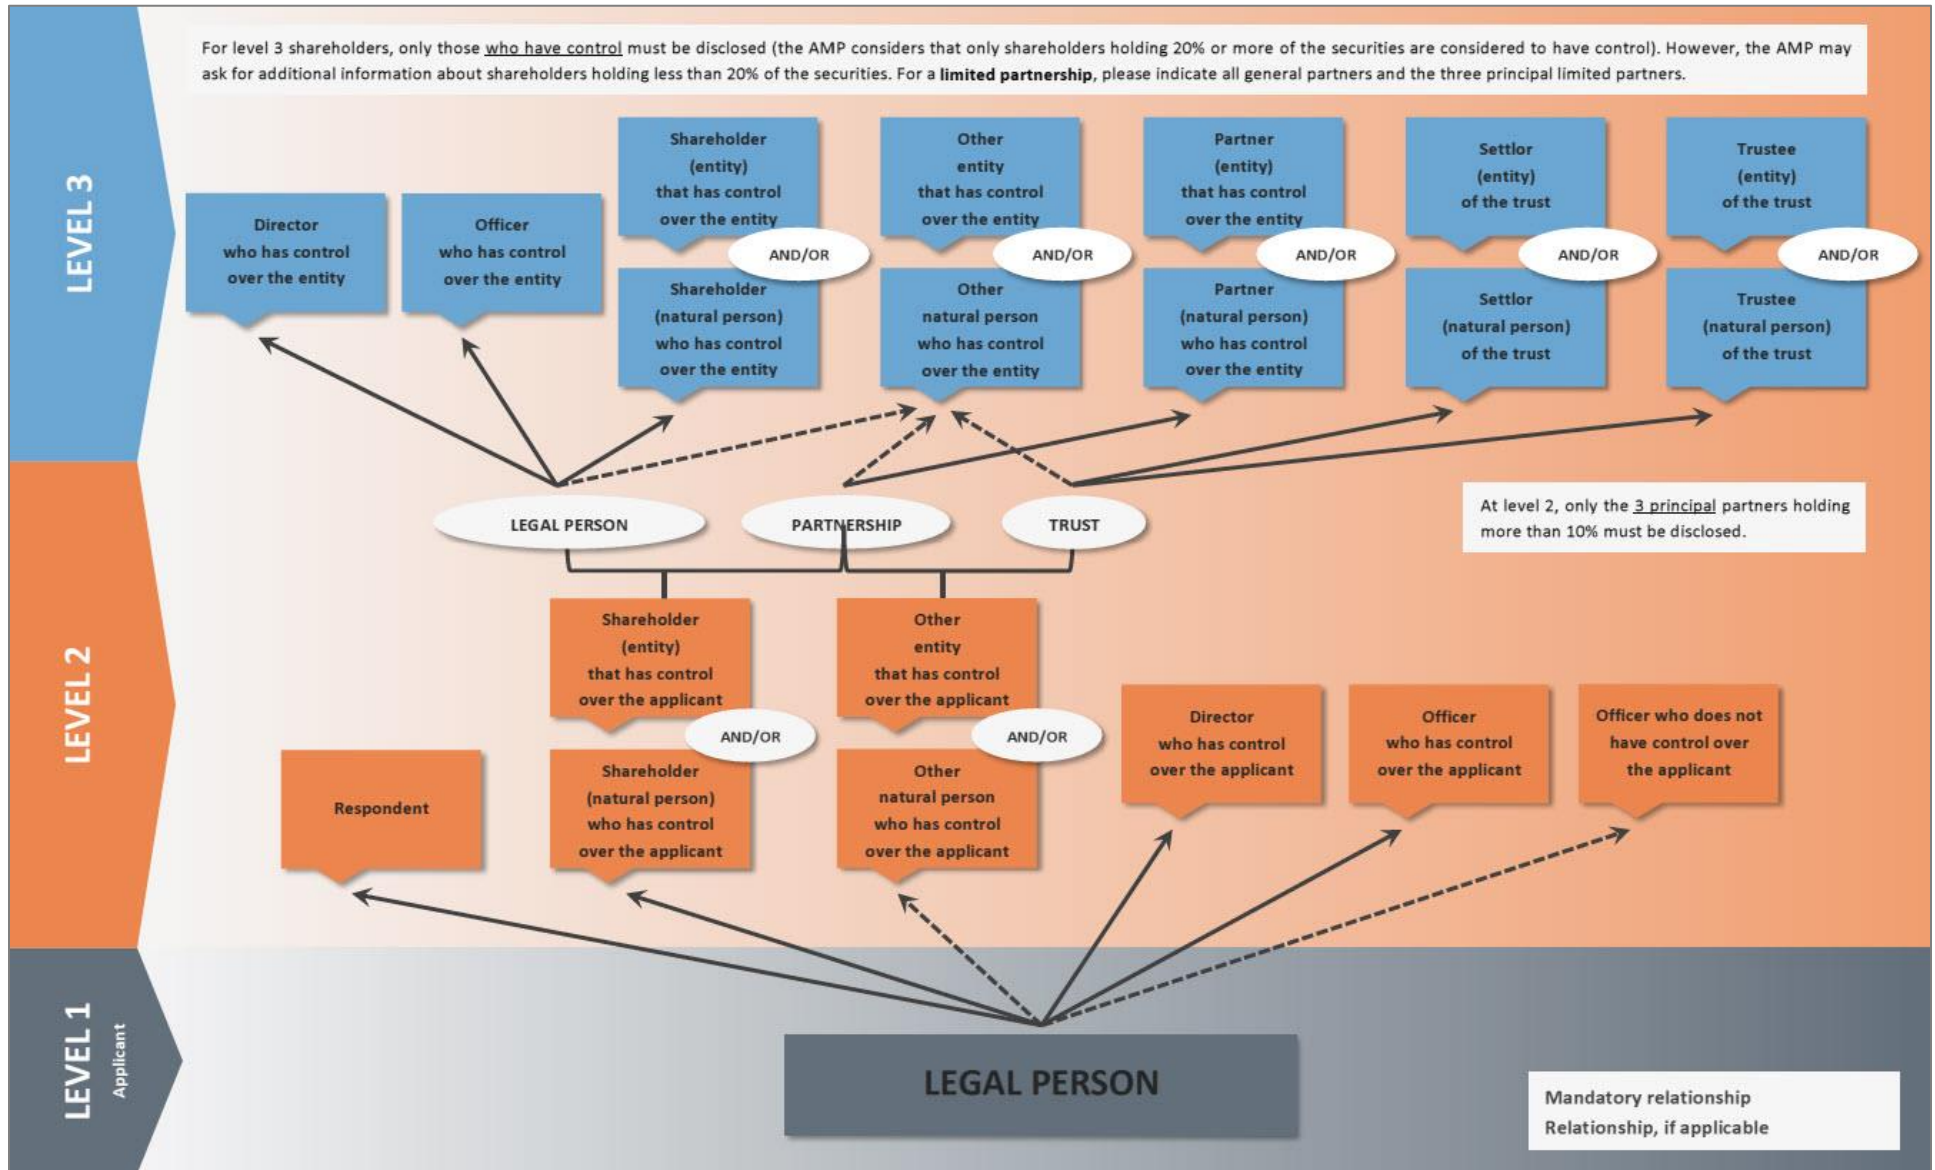 For level 3 shareholders, only those who have control must be disclosed (the AMP considers that only shareholders holding 20% or more of the securities are considered to have control). However, the AMP may
ask for additional information about shareholders holding less than 20% of the securities. For a limited partnership, please indicate all general partners and the three principal limited partners.
LEVEL 3
Director
who has control
over the entity
Officer
who has control
over the entity
Shareholder
(entity)
that has control
over the entity
AND/OR
Shareholder
(natural person)
who has control
over the entity
Other
entity
that has control
over the entity
AND/OR
Other
natural person
who has control
over the entity
Partner
(entity)
that has control
over the entity
AND/OR
Partner
(natural person)
who has control
over the entity
Settlor
(entity)
of the trust
AND/OR
Settlor
(natural person)
of the trust
Trustee
(entity)
of the trust
AND/OR
Trustee
(natural person)
of the trust
LEGAL PERSON
PARTNERSHIP
TRUST
At level 2, only the 3 principal partners holding
more than 10% must be disclosed.
LEVEL 2
Respondent
Shareholder
(entity)
that has control
over the applicant
AND/OR
Shareholder
(natural person)
who has control
over the applicant
Other
entity
that has control
over the applicant
AND/OR
Other
natural person
who has control
over the applicant
Director
who has control
over the applicant
Officer
who has control
over the applicant
Officer who does not
have control over
the applicant
LEVEL 1
Applicant
LEGAL PERSON
Mandatory relationship
Relationship, if applicable